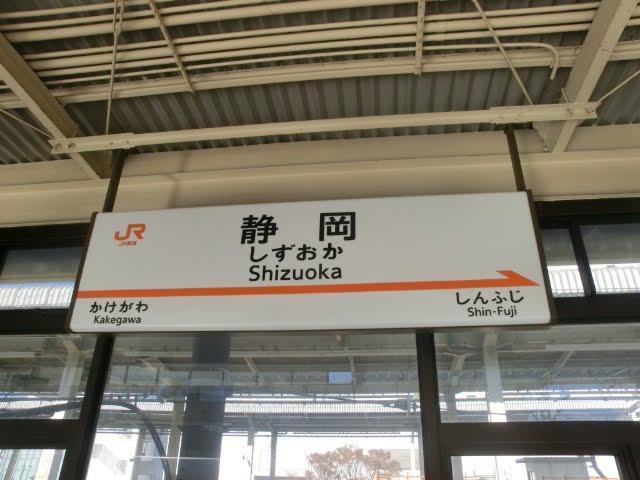 JR
JR東海
静岡
しずおか
Shizuoka
かけがわ
Kakegawa
しんふじ
Shin-Fuji